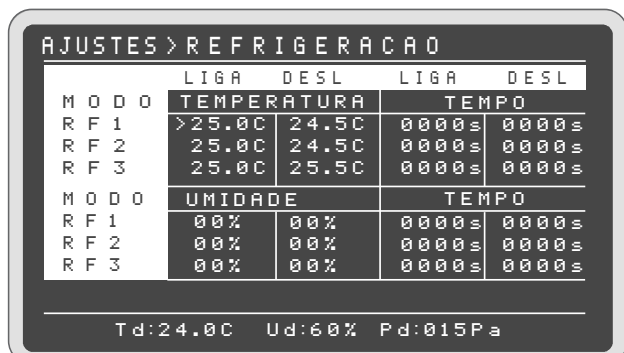 AJUSTES>REFRIGERACAO
LIGA DESL LIGA DESL
MODO TEMPERATURA TEMPO
RF1 >25.0C 24.5C 0000s 0000s
RF2 25.0C 24.5C 0000s 0000s
RF3 25.0C 25.5C 0000s 0000s
MODO UMIDADE TEMPO
RF1 00% 00% 0000s 0000s
RF2 00% 00% 0000s 0000s
RF3 00% 00% 0000s 0000s
Td:24.0C Ud:60% Pd:015Pa